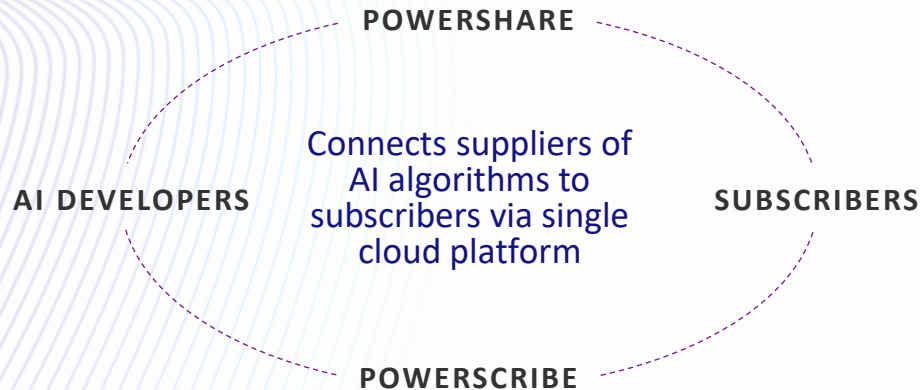 POWERSHARE
Connects suppliers of
AI algorithms to
subscribers via single
cloud platform
AI DEVELOPERS
SUBSCRIBERS
POWERSCRIBE